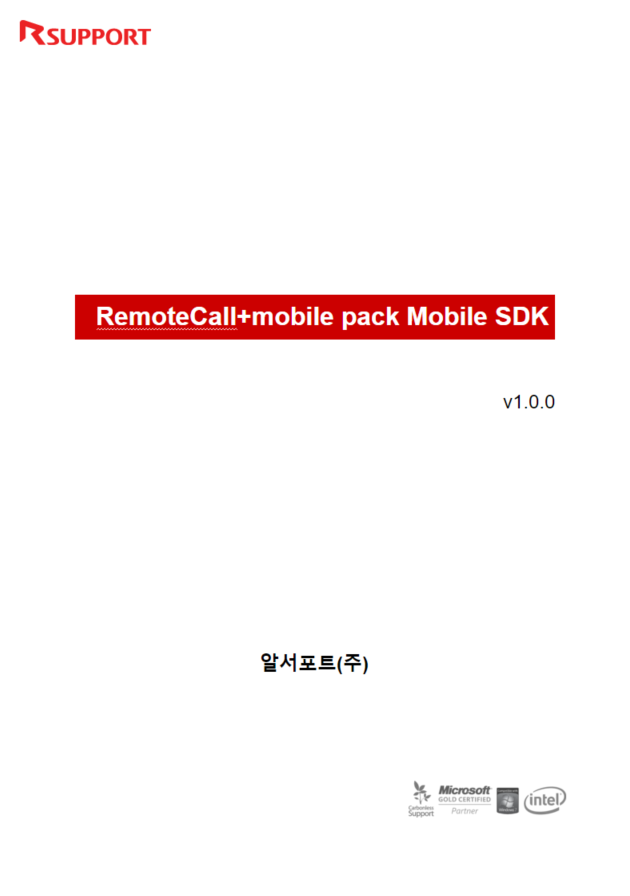 RSUPPORT
RemoteCall+mobile pack Mobile SDK
v1.0.0
알서포트(주)
Carbonless Support
Microsoft
GOLD CERTIFIED
Partner
intel